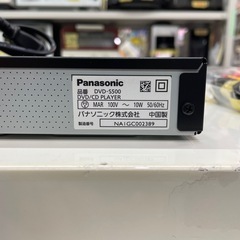 Panasonic
品番 DVD-S500
DVD/CD PLAYER
MAR 100V ～ 10W 50/60Hz
パナソニック株式会社 中国製
製造番号 NA1GC002389